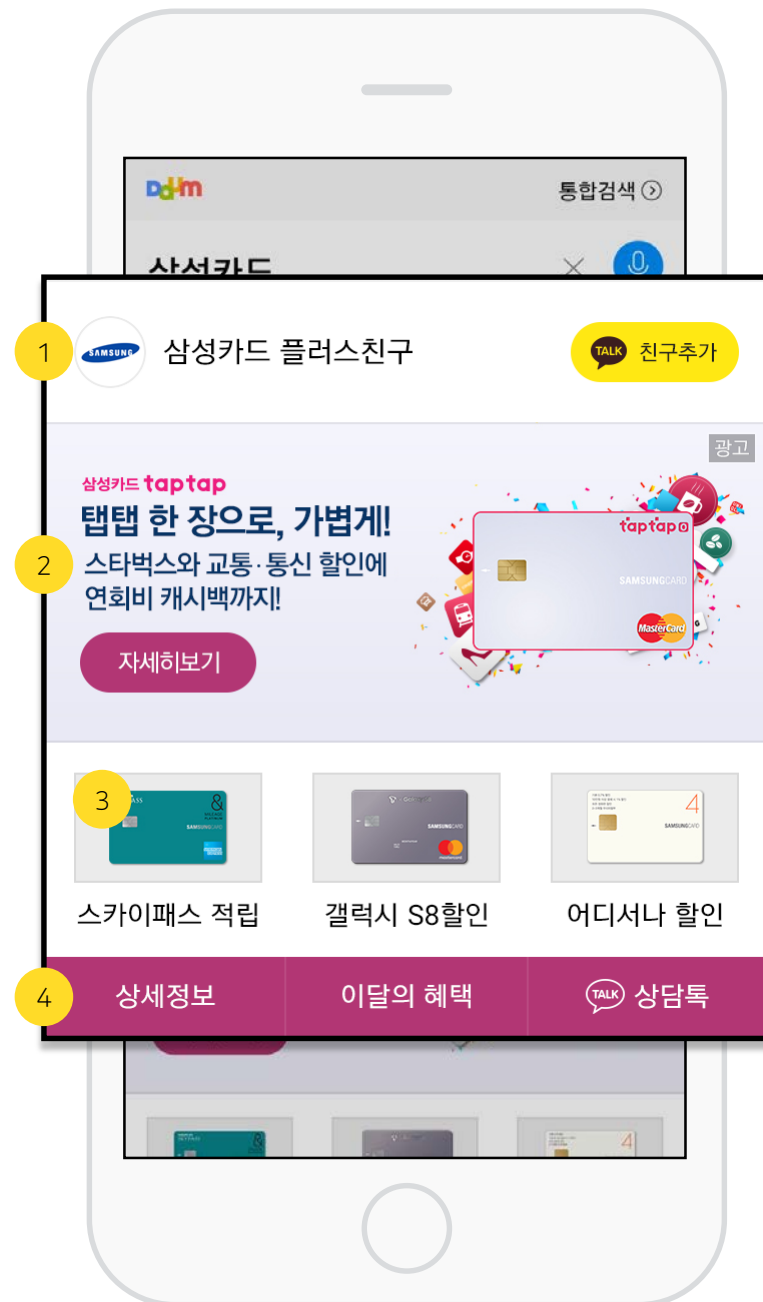 Daum
통합검색
삼성카드
1
SAMSUNG
삼성카드 플러스친구
TALK 친구추가
광고
삼성카드 taptap
탭탭 한 장으로, 가볍게!
2
스타벅스와 교통·통신 할인에
연회비 캐시백까지!
자세히보기
taptap
SAMSUNGCARD
MasterCard
3
&
SAMSUNGCARD
SAMSUNGCARD
mastercard
4
SAMSUNGCARD
스카이패스 적립
갤럭시 S8할인
어디서나 할인
4
상세정보
이달의 혜택
TALK 상담톡
&
4